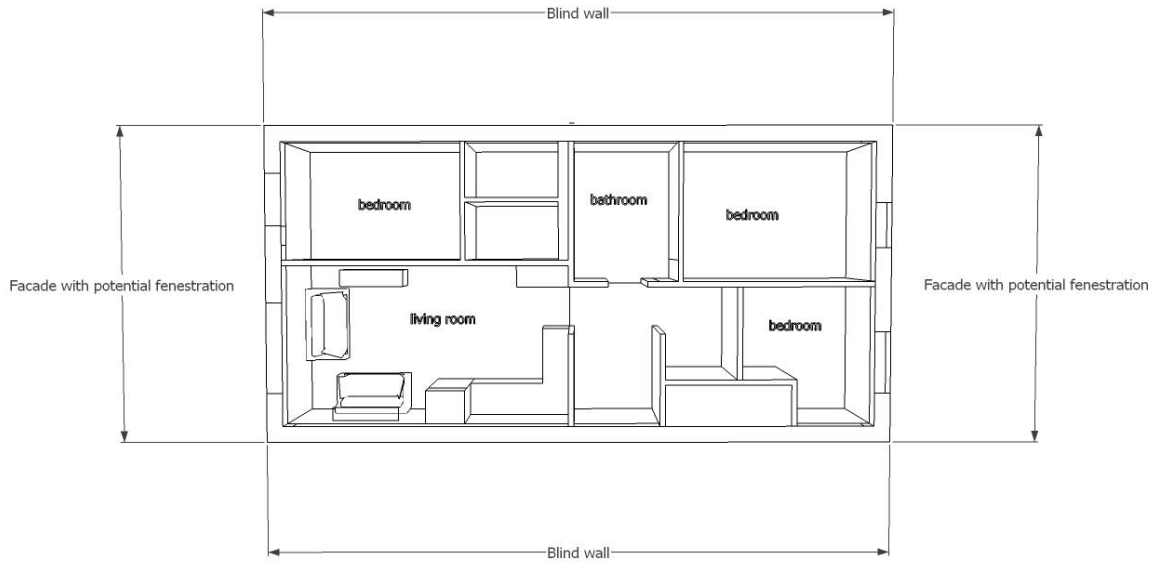 Blind wall
bedroom
bathroom
bedroom
Facade with potential fenestration
Facade with potential fenestration
living room
bedroom
Blind wall